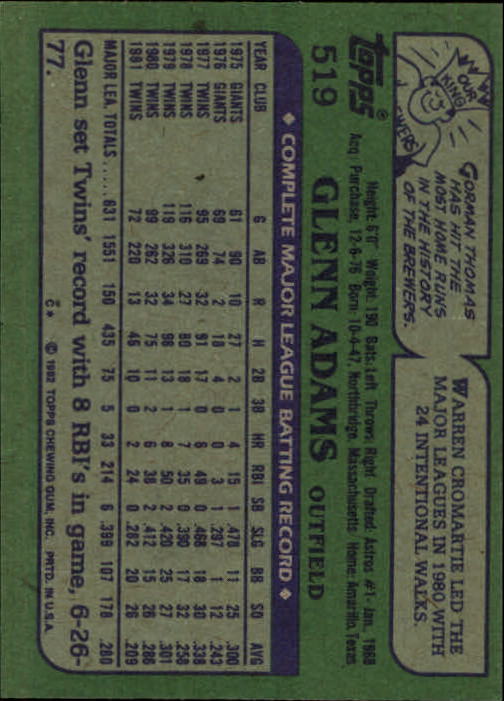 GORMAN THOMAS
HAS HIT THE
MOST HOME RUNS
IN THE HISTORY
OF THE BREWERS.
OUR
KING
WARREN CROMARTIE LED THE
MAJOR LEAGUES IN 1980 WITH
24 INTENTIONAL WALKS.
topps®
519 GLENN ADAMS OUTFIELD
Height: 6'0" Weight: 190 Bats: Left Throws: Right Drafted: Astros #1-Jan. 1968
Acq: Purchase, 12-6-76 Born: 10-4-47, Northbridge, Massachusetts Home: Amarillo, Texas
◆ COMPLETE MAJOR LEAGUE BATTING RECORD ◆
YEAR CLUB G AB R H 2B 3B HR RBI SB SLG BB SO AVG
1975 GIANTS 61 90 10 27 2 1 4 15 1 .478 11 25 .300
1976 GIANTS 69 74 2 18 4 0 0 3 1 .297 1 12 .243
1977 TWINS 95 269 32 91 17 0 6 49 0 .468 18 30 .338
1978 TWINS 116 310 27 80 18 1 7 35 0 .390 17 32 .258
1979 TWINS 119 326 34 98 13 1 8 50 2 .420 25 27 .301
1980 TWINS 99 262 32 75 11 2 6 38 2 .412 15 26 .286
1981 TWINS 72 220 13 46 10 0 2 24 0 .282 20 26 .209
MAJOR LEA. TOTALS ..... 631 1551 150 435 75 5 33 214 6 .399 107 178 .280
Glenn set Twins' record with 8 RBI's in game, 6-26-
77.
C* © 1982 TOPPS CHEWING GUM, INC. PRTD. IN U.S.A.